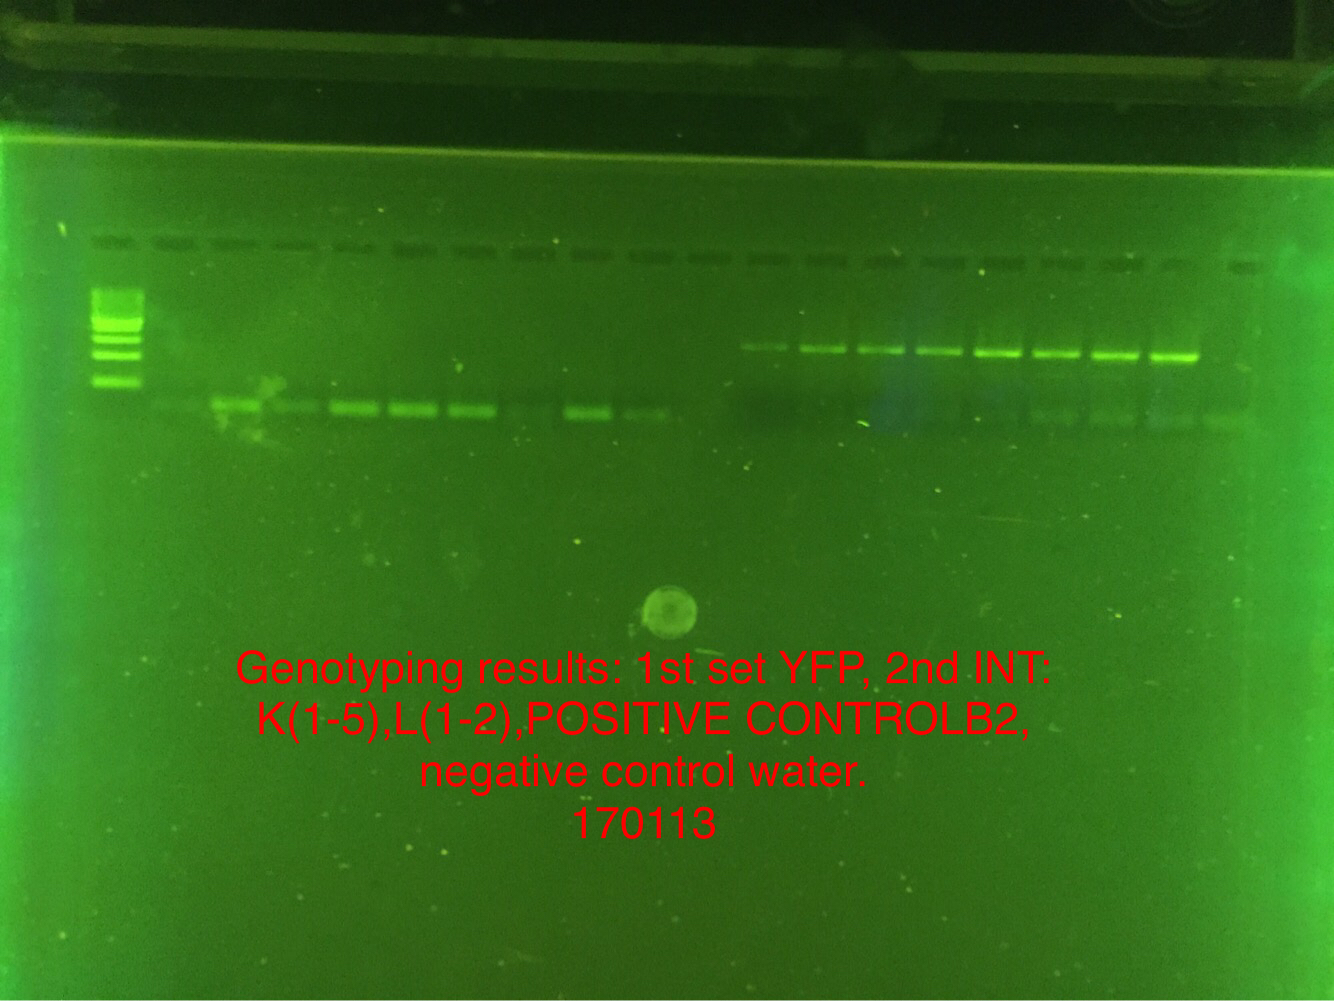 Genotyping results: 1st set YFP, 2nd INT:
K(1-5),L(1-2),POSITIVE CONTROLB2,
negative control water.
170113